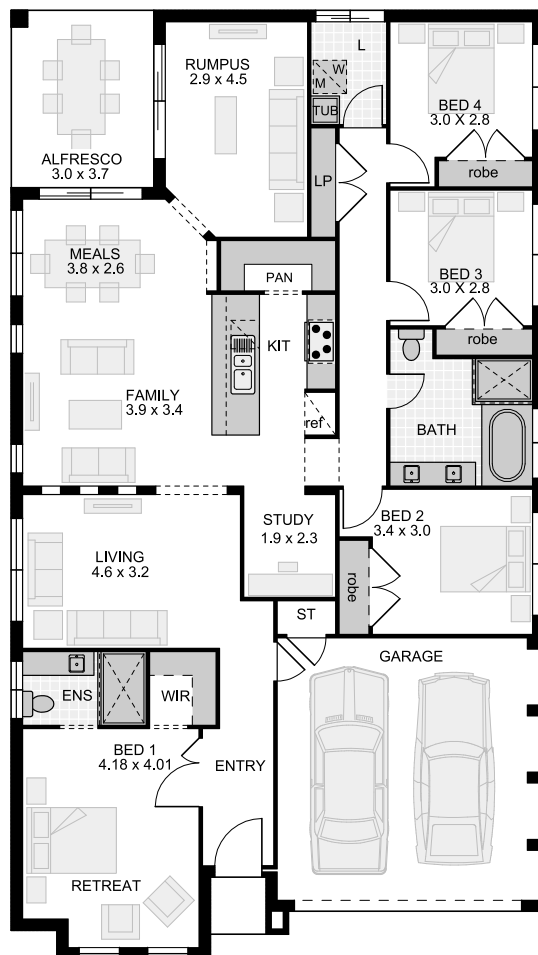 RUMPUS
2.9 x 4.5
L
W
M
TUB
BED 4
3.0 X 2.8
robe
ALFRESCO
3.0 x 3.7
LP
MEALS
3.8 x 2.6
PAN
BED 3
3.0 X 2.8
robe
KIT
FAMILY
3.9 x 3.4
ref
BATH
STUDY
1.9 x 2.3
BED 2
3.4 x 3.0
robe
LIVING
4.6 x 3.2
ST
GARAGE
ENS
WIR
BED 1
4.18 x 4.01
ENTRY
RETREAT